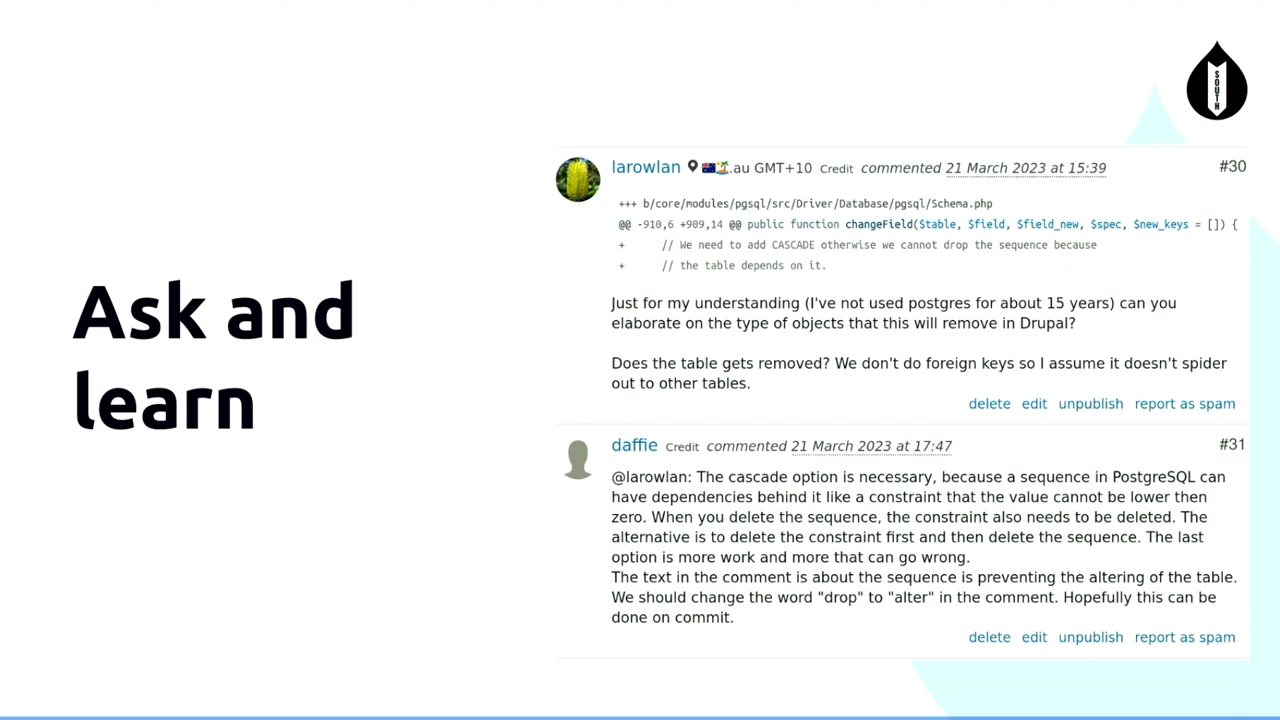 SOUTH
Ask and
learn
larowlan .au GMT+10 Credit commented 21 March 2023 at 15:39 #30
+++ b/core/modules/pgsql/src/Driver/Database/pgsql/Schema.php
@@ -910,6 +909,14 @@ public function changeField($table, $field, $field_new, $spec, $new_keys = []) {
+ // We need to add CASCADE otherwise we cannot drop the sequence because
+ // the table depends on it.
Just for my understanding (I've not used postgres for about 15 years) can you
elaborate on the type of objects that this will remove in Drupal?
Does the table gets removed? We don't do foreign keys so I assume it doesn't spider
out to other tables.
delete edit unpublish report as spam
daffie Credit commented 21 March 2023 at 17:47 #31
@larowlan: The cascade option is necessary, because a sequence in PostgreSQL can
have dependencies behind it like a constraint that the value cannot be lower then
zero. When you delete the sequence, the constraint also needs to be deleted. The
alternative is to delete the constraint first and then delete the sequence. The last
option is more work and more that can go wrong.
The text in the comment is about the sequence is preventing the altering of the table.
We should change the word "drop" to "alter" in the comment. Hopefully this can be
done on commit.
delete edit unpublish report as spam